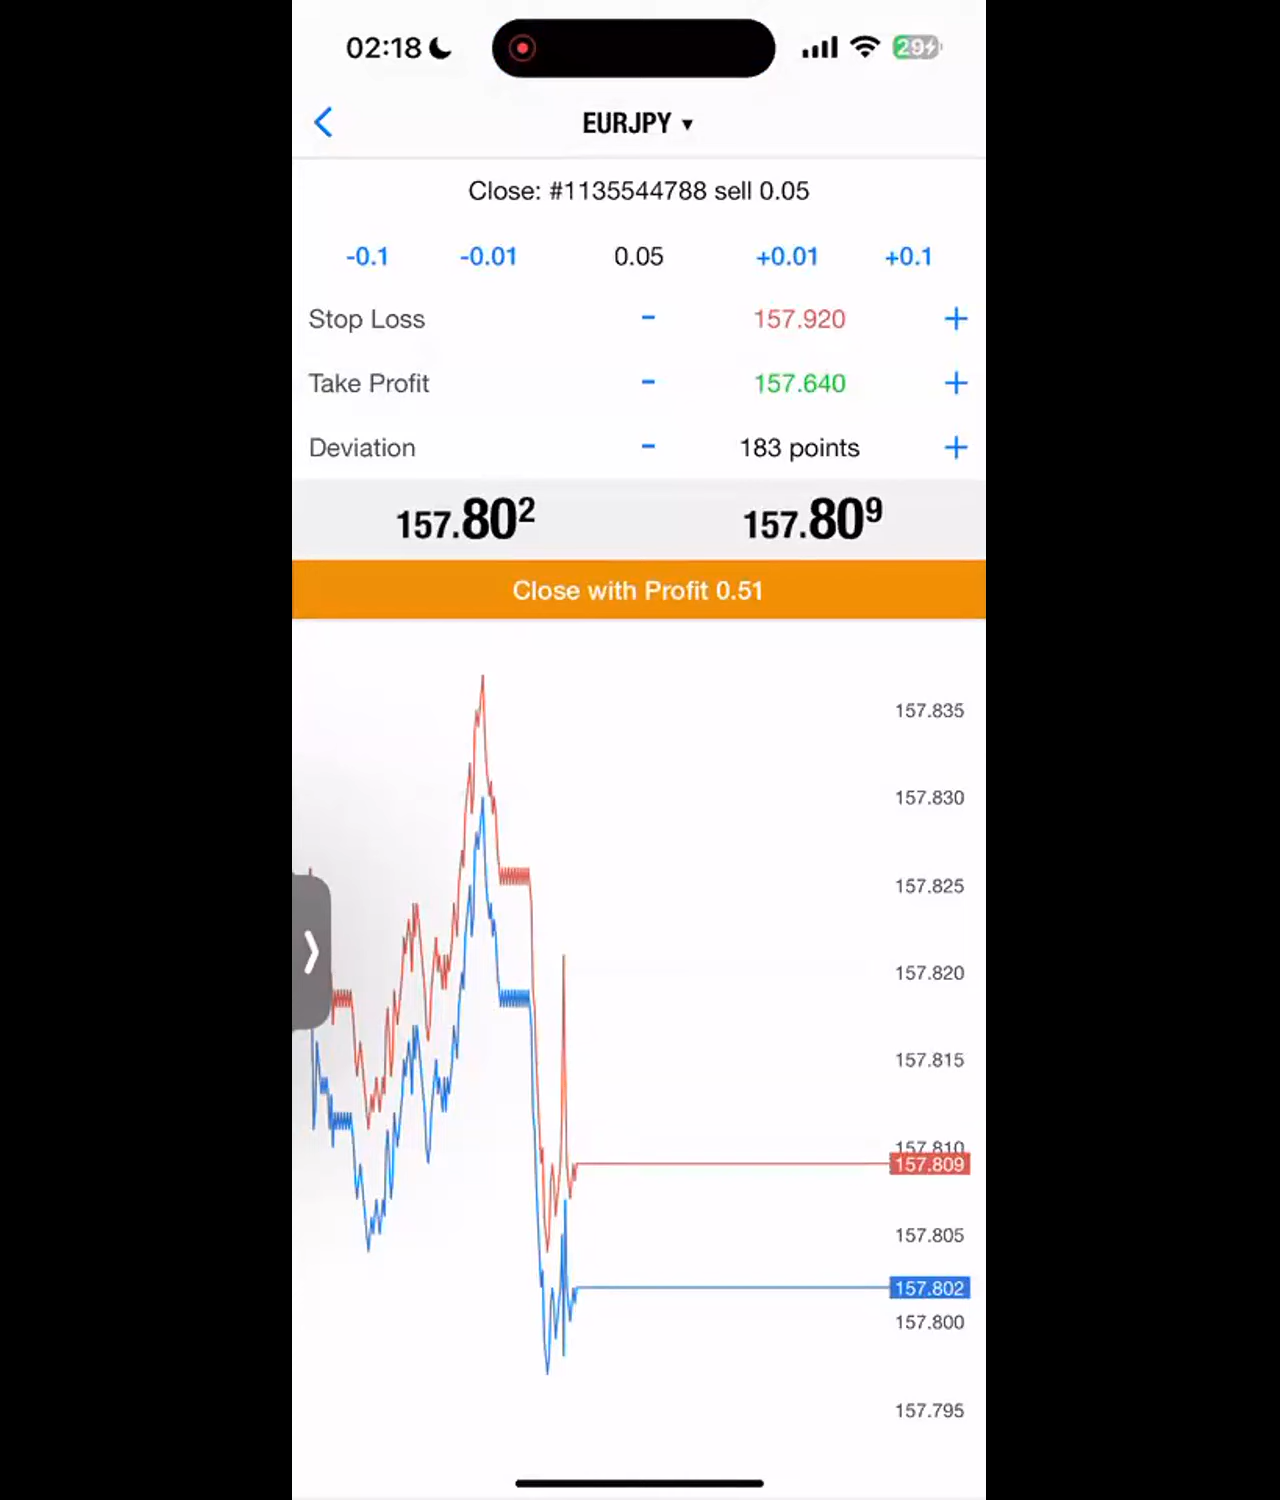 02:18
29
EURJPY ▼
Close: #1135544788 sell 0.05
-0.1 -0.01 0.05 +0.01 +0.1
Stop Loss - 157.920 +
Take Profit - 157.640 +
Deviation - 183 points +
157.802 157.809
Close with Profit 0.51
157.835
157.830
157.825
157.820
157.815
157.810
157.809
157.805
157.802
157.800
157.795